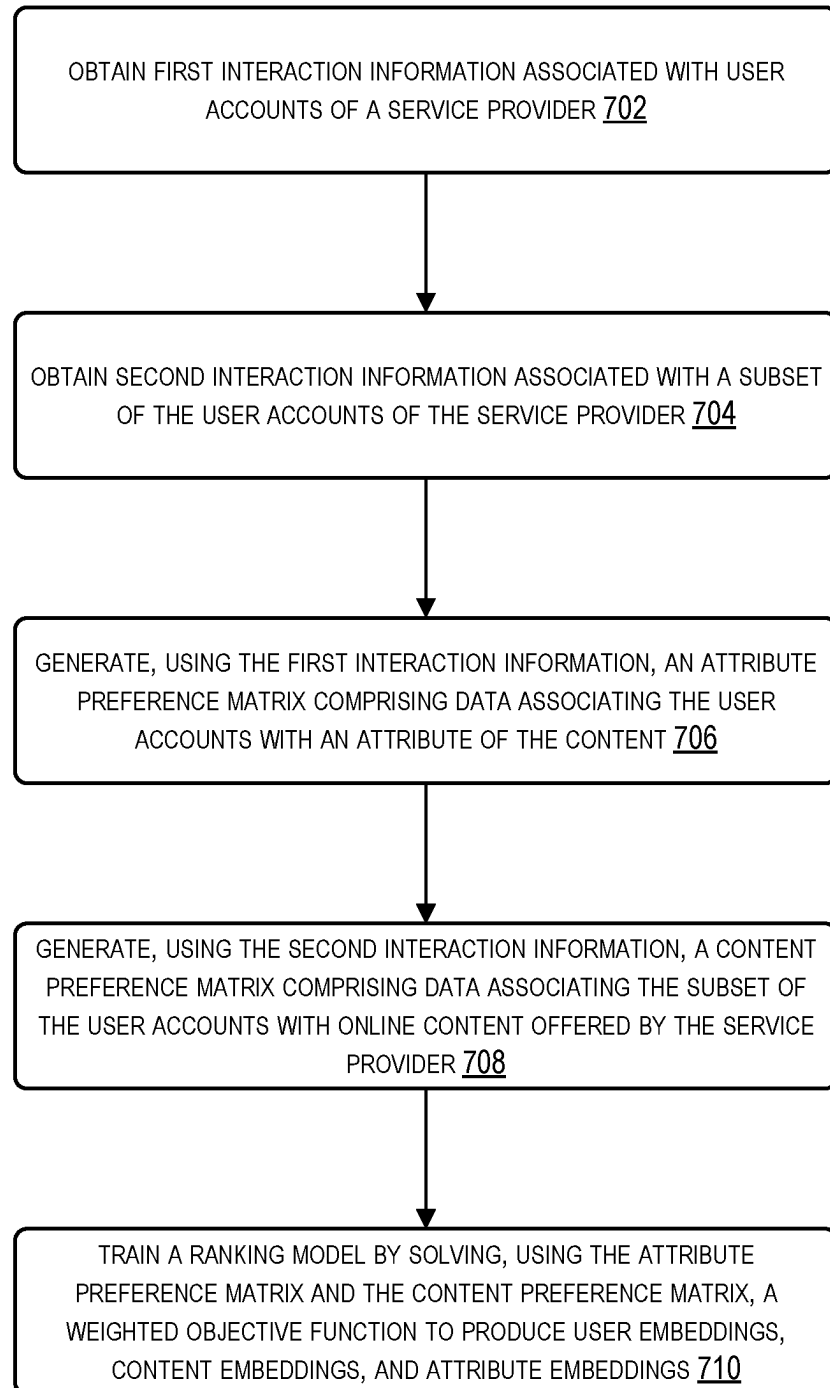 OBTAIN FIRST INTERACTION INFORMATION ASSOCIATED WITH USER
ACCOUNTS OF A SERVICE PROVIDER 702
OBTAIN SECOND INTERACTION INFORMATION ASSOCIATED WITH A SUBSET
OF THE USER ACCOUNTS OF THE SERVICE PROVIDER 704
GENERATE, USING THE FIRST INTERACTION INFORMATION, AN ATTRIBUTE
PREFERENCE MATRIX COMPRISING DATA ASSOCIATING THE USER
ACCOUNTS WITH AN ATTRIBUTE OF THE CONTENT 706
GENERATE, USING THE SECOND INTERACTION INFORMATION, A CONTENT
PREFERENCE MATRIX COMPRISING DATA ASSOCIATING THE SUBSET OF
THE USER ACCOUNTS WITH ONLINE CONTENT OFFERED BY THE SERVICE
PROVIDER 708
TRAIN A RANKING MODEL BY SOLVING, USING THE ATTRIBUTE
PREFERENCE MATRIX AND THE CONTENT PREFERENCE MATRIX, A
WEIGHTED OBJECTIVE FUNCTION TO PRODUCE USER EMBEDDINGS,
CONTENT EMBEDDINGS, AND ATTRIBUTE EMBEDDINGS 710